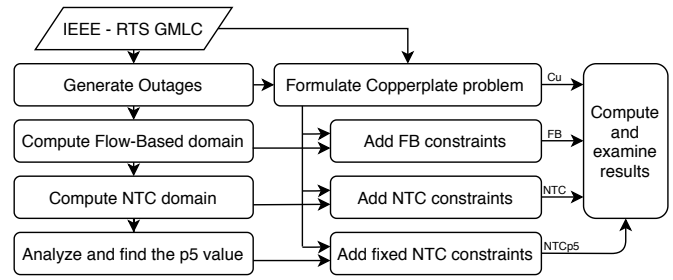 IEEE - RTS GMLC
Generate Outages
Formulate Copperplate problem
Cu
Compute Flow-Based domain
Add FB constraints
FB
Compute
and
examine
results
Compute NTC domain
Add NTC constraints
NTC
Analyze and find the p5 value
Add fixed NTC constraints
NTCp5